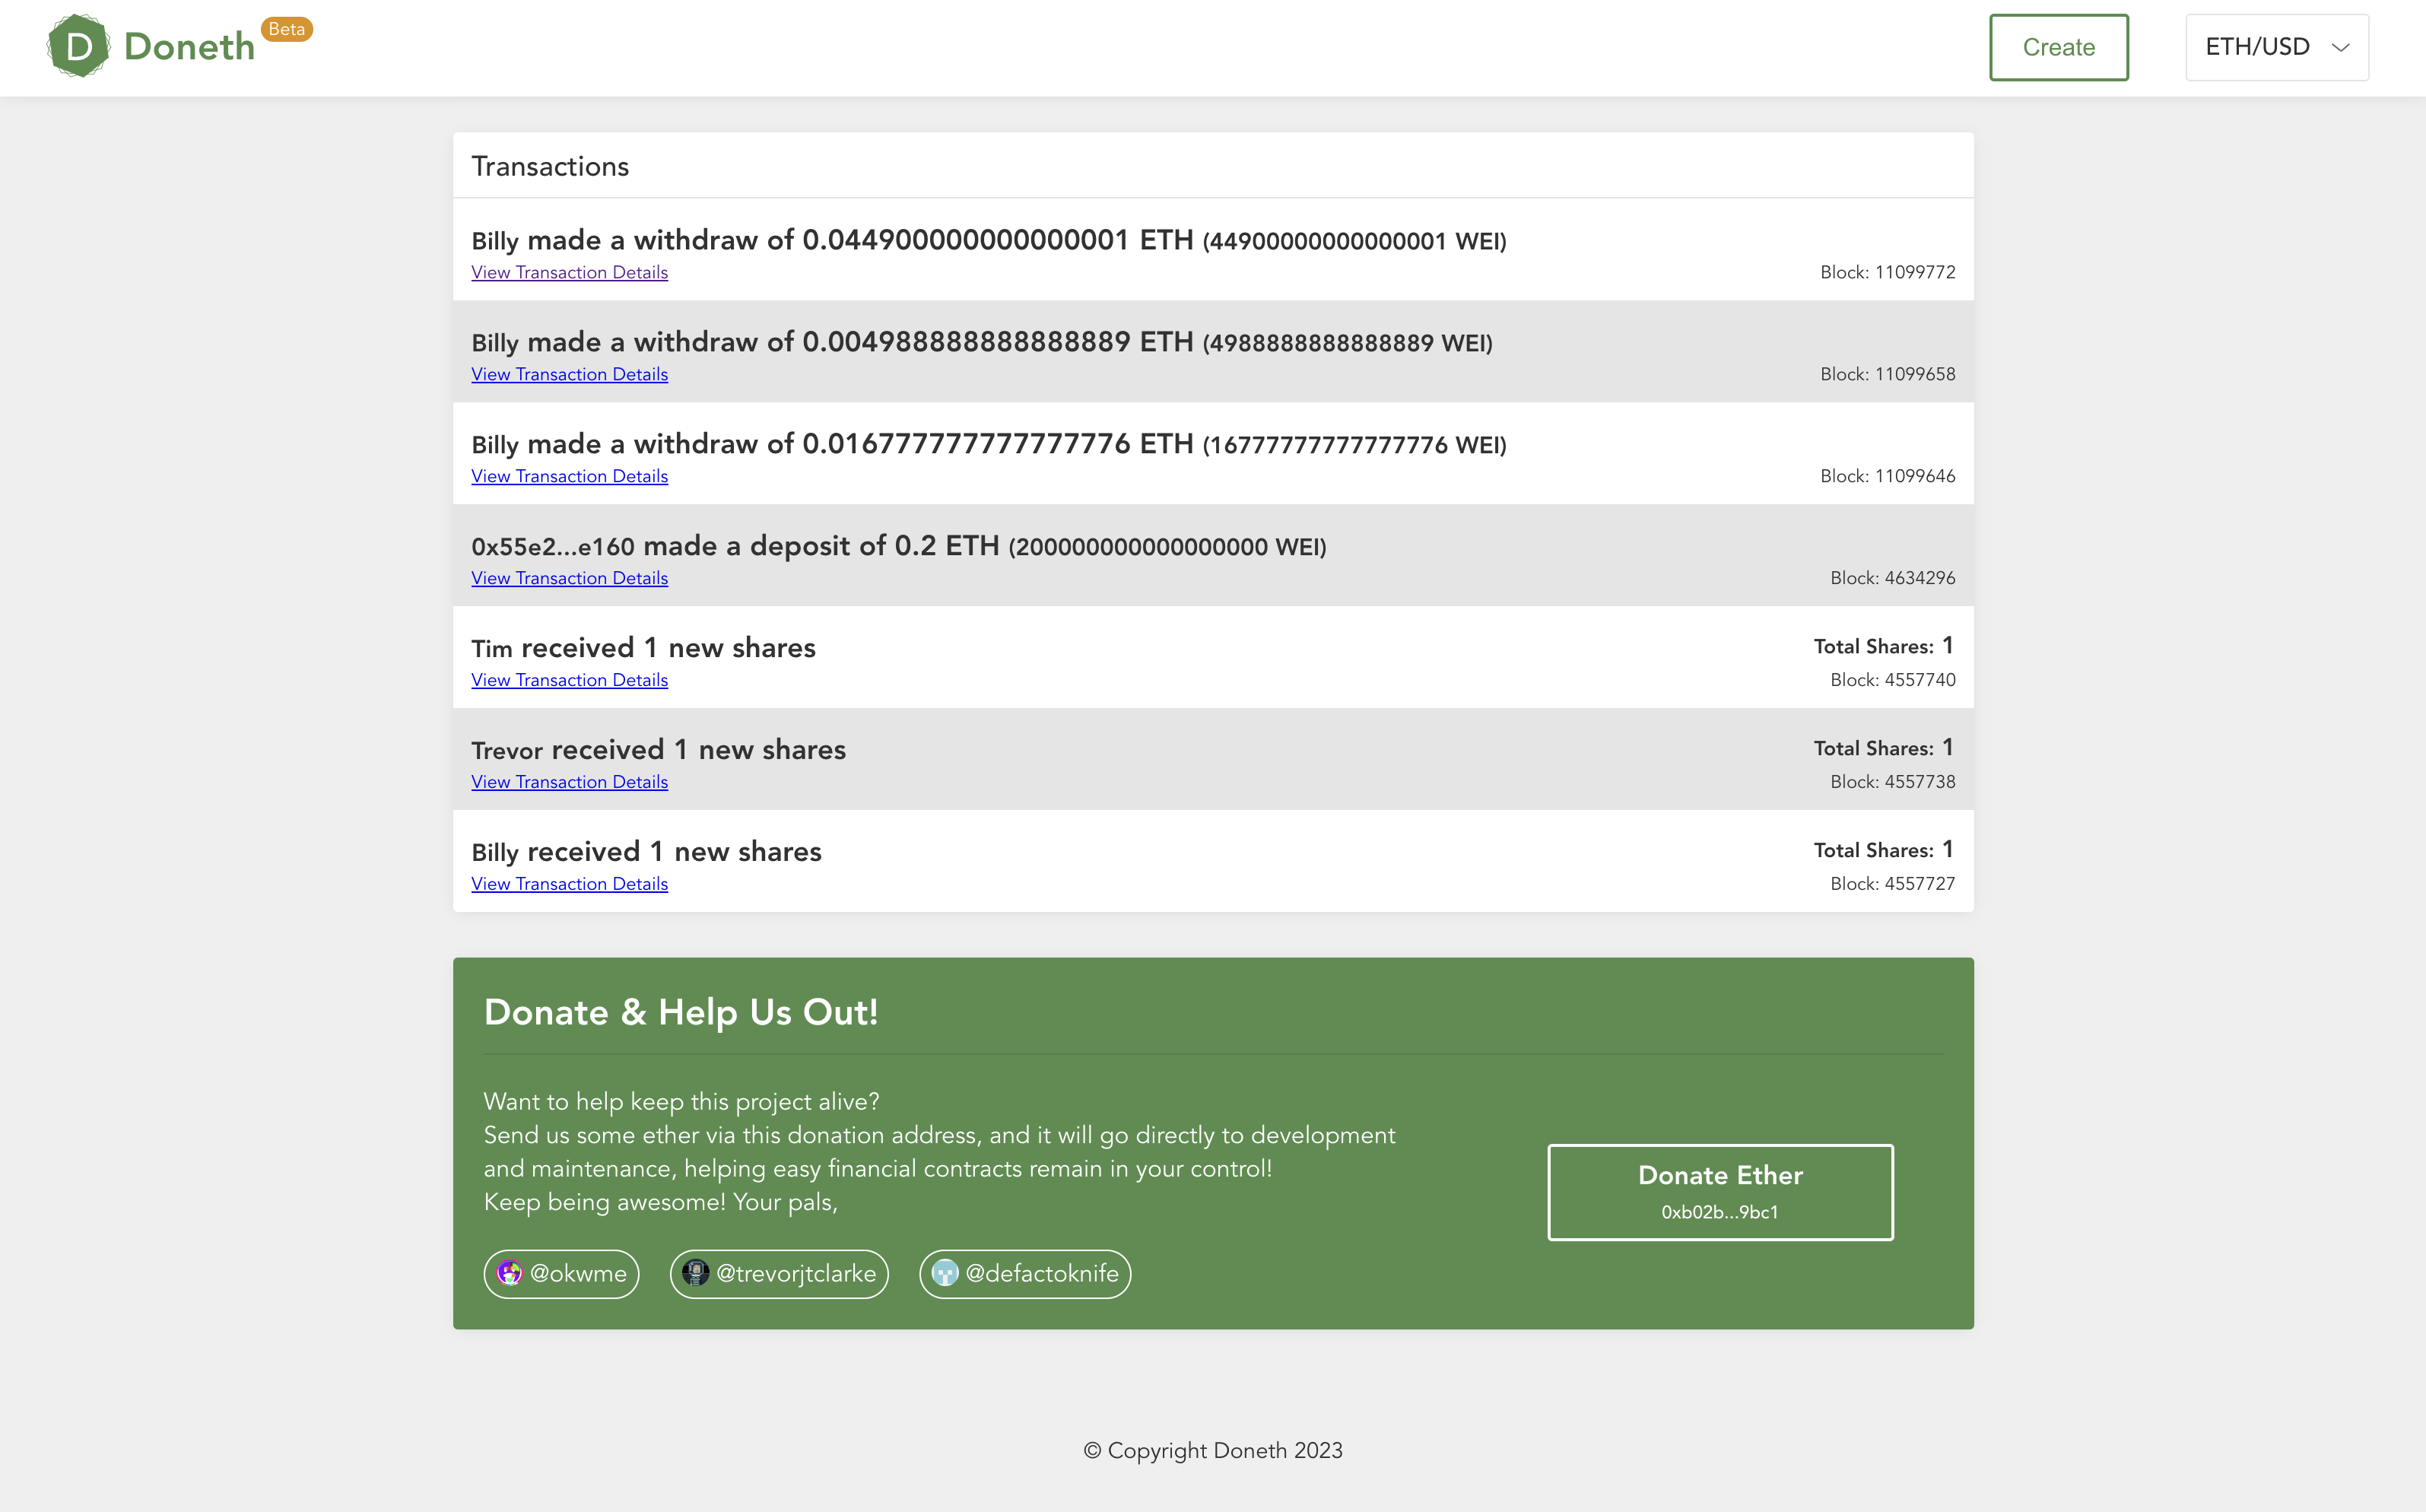 D Doneth Beta
Create
ETH/USD
Transactions
Billy made a withdraw of 0.044900000000000001 ETH (44900000000000001 WEI)
View Transaction Details
Block: 11099772
Billy made a withdraw of 0.004988888888888889 ETH (4988888888888889 WEI)
View Transaction Details
Block: 11099658
Billy made a withdraw of 0.016777777777777776 ETH (16777777777777776 WEI)
View Transaction Details
Block: 11099646
0x55e2...e160 made a deposit of 0.2 ETH (200000000000000000 WEI)
View Transaction Details
Block: 4634296
Tim received 1 new shares
Total Shares: 1
View Transaction Details
Block: 4557740
Trevor received 1 new shares
Total Shares: 1
View Transaction Details
Block: 4557738
Billy received 1 new shares
Total Shares: 1
View Transaction Details
Block: 4557727
Donate & Help Us Out!
Want to help keep this project alive?
Send us some ether via this donation address, and it will go directly to development
and maintenance, helping easy financial contracts remain in your control!
Keep being awesome! Your pals,
Donate Ether
0xb02b...9bc1
@okwme
@trevorjtclarke
@defactoknife
© Copyright Doneth 2023